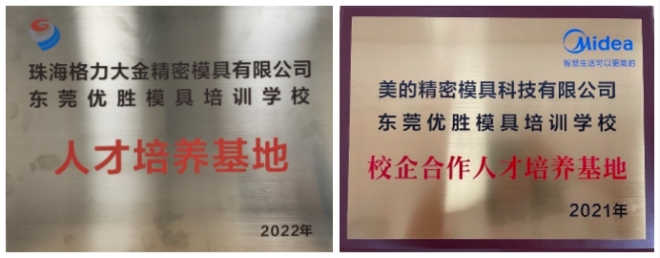 珠海格力大金精密模具有限公司
东莞优胜模具培训学校
人才培养基地
2022年
Midea
智慧生活可以更美的
美的精密模具科技有限公司
东莞优胜模具培训学校
校企合作人才培养基地
2021年